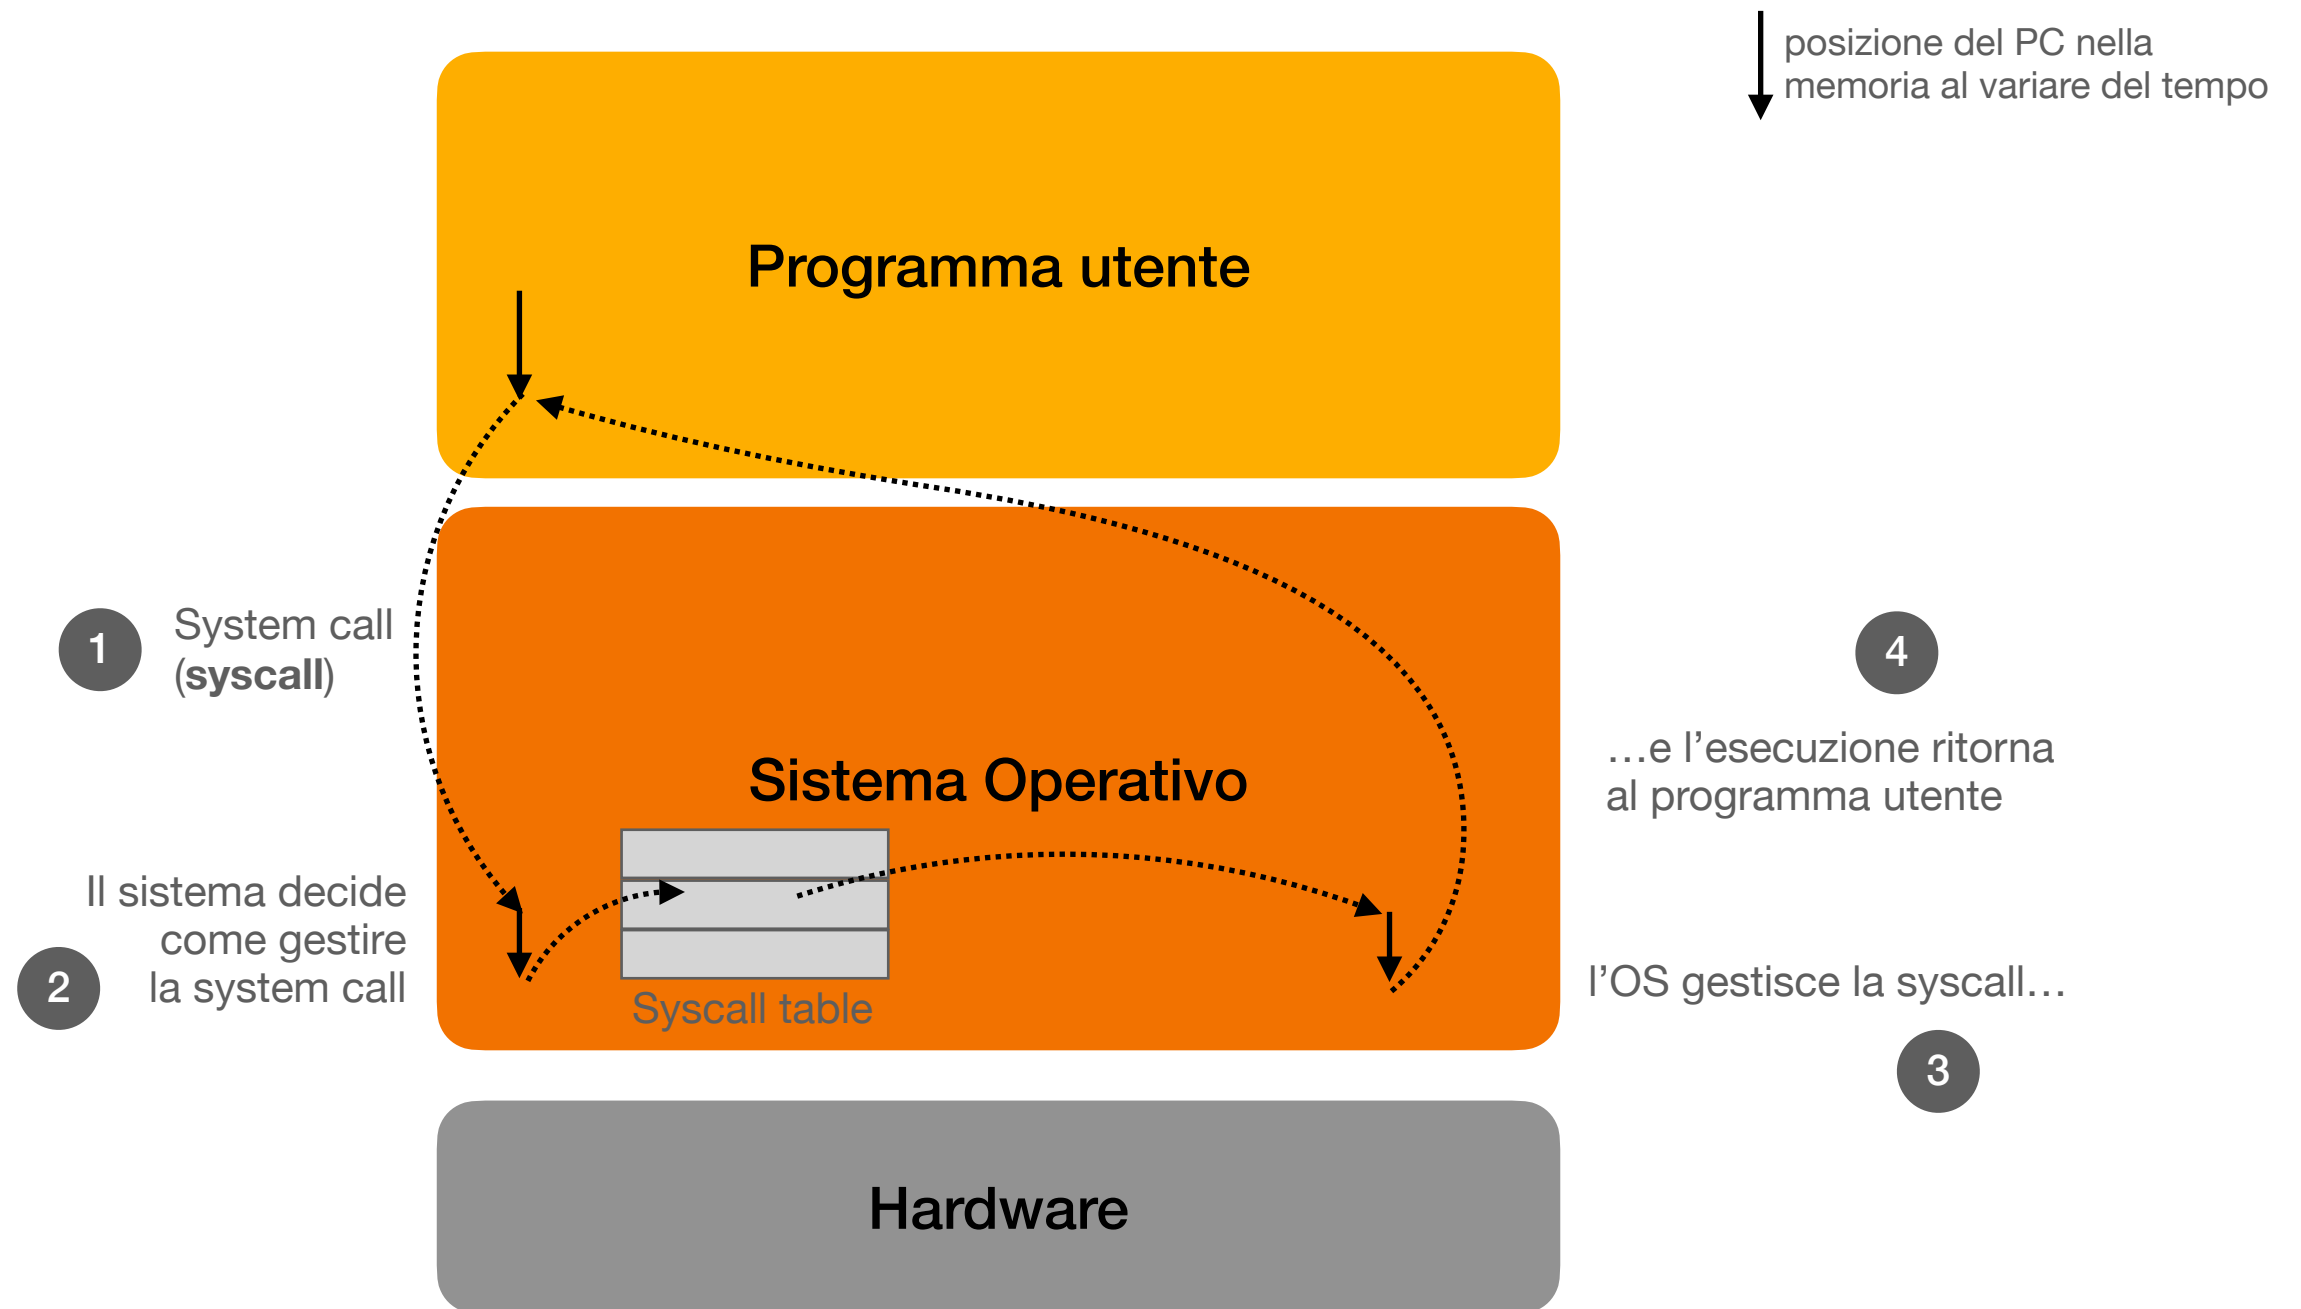 posizione del PC nella
memoria al variare del tempo
Programma utente
1
System call
(syscall)
4
…e l’esecuzione ritorna
al programma utente
Sistema Operativo
Il sistema decide
come gestire
la system call
2
Syscall table
l’OS gestisce la syscall…
3
Hardware